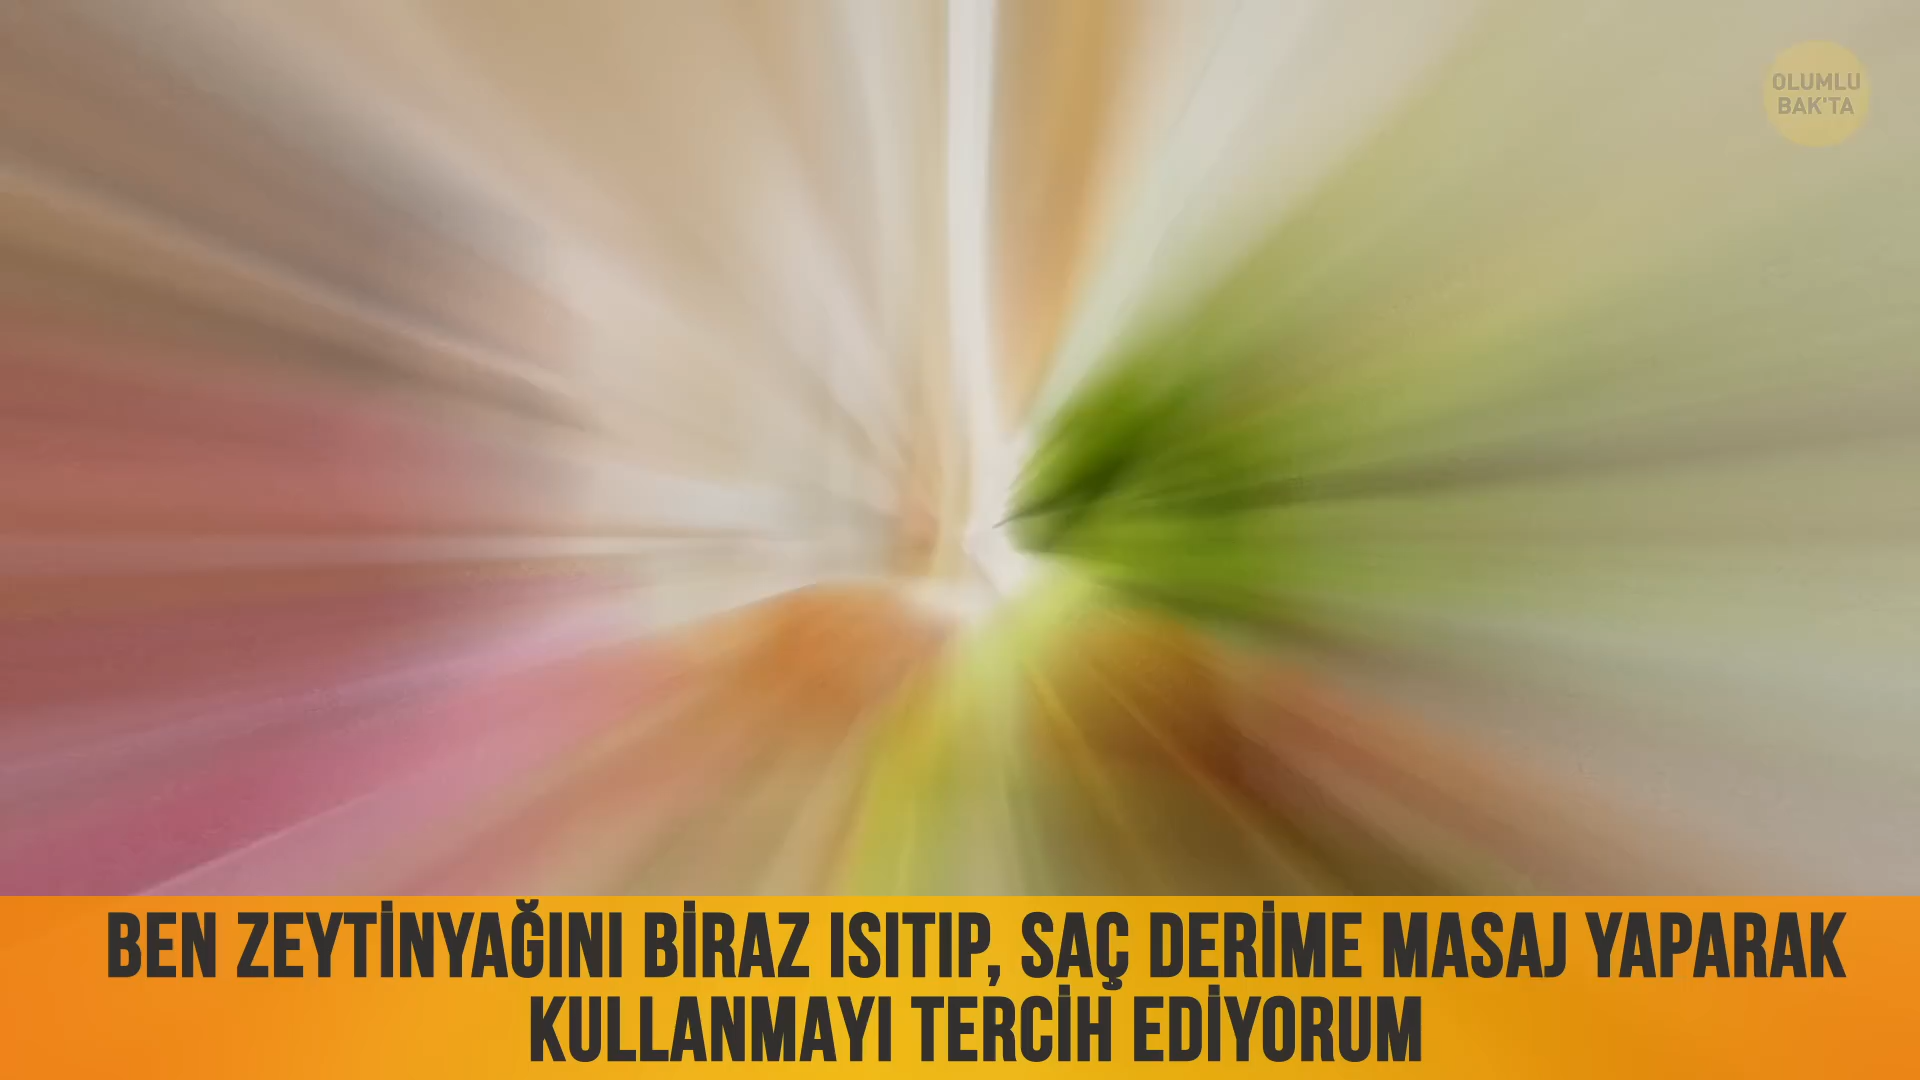 OLUMLU
BAK'TA
BEN ZEYTİNYAĞINI BİRAZ ISITIP, SAÇ DERİME MASAJ YAPARAK
KULLANMAYI TERCİH EDİYORUM